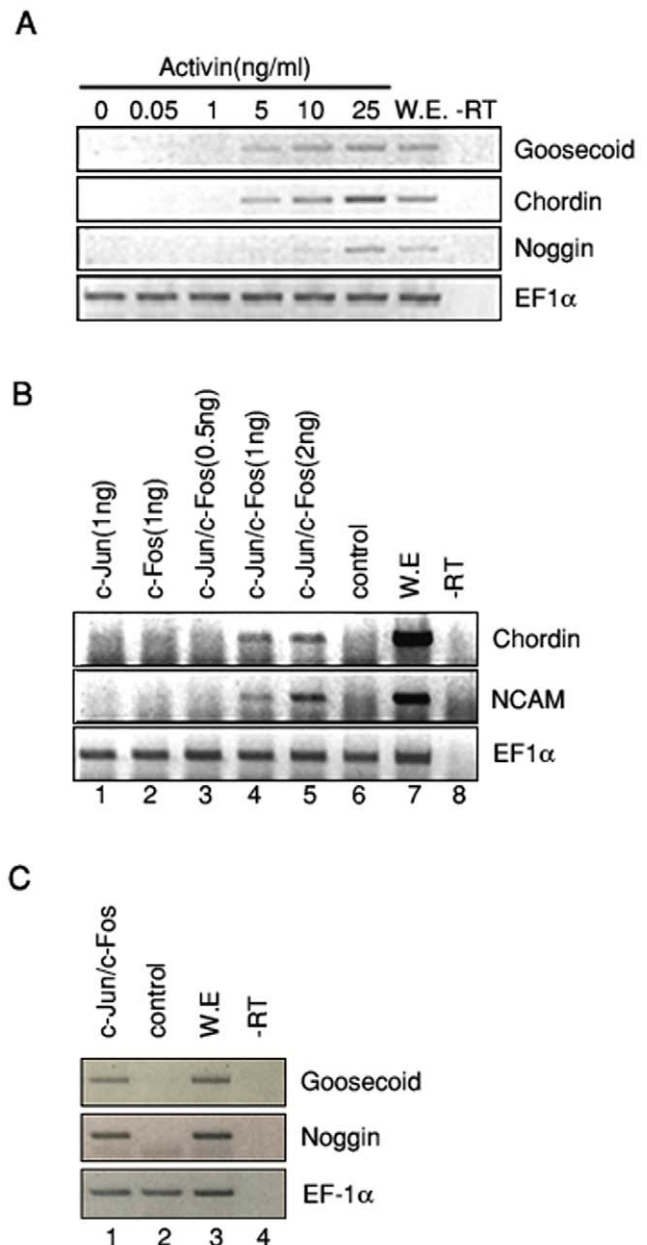 A
Activin(ng/ml)
0 0.05 1 5 10 25 W.E. -RT
Goosecoid
Chordin
Noggin
EF1α
B
c-Jun(1ng) c-Fos(1ng) c-Jun/c-Fos(0.5ng) c-Jun/c-Fos(1ng) c-Jun/c-Fos(2ng) control W.E -RT
Chordin
NCAM
EF1α
1 2 3 4 5 6 7 8
C
c-Jun/c-Fos control W.E -RT
Goosecoid
Noggin
EF-1α
1 2 3 4